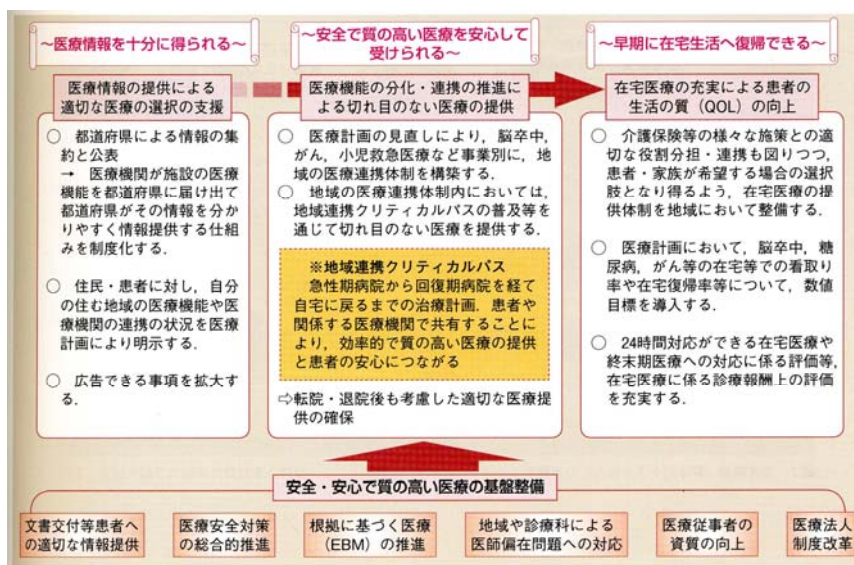 ～医療情報を十分に得られる～
～安全で質の高い医療を安心して
受けられる～
～早期に在宅生活へ復帰できる～
医療情報の提供による
適切な医療の選択の支援
医療機能の分化・連携の推進に
よる切れ目のない医療の提供
在宅医療の充実による患者の
生活の質（QOL）の向上
○　都道府県による情報の集
約と公表
→　医療機関が施設の医療
機能を都道府県に届け出て
都道府県がその情報を分か
りやすく情報提供する仕組
みを制度化する．
○　住民・患者に対し，自分
の住む地域の医療機能や医
療機関の連携の状況を医療
計画により明示する．
○　広告できる事項を拡大す
る．
○　医療計画の見直しにより，脳卒中，
がん，小児救急医療など事業別に，地
域の医療連携体制を構築する．
○　地域の医療連携体制内においては，
地域連携クリティカルパスの普及等を
通じて切れ目のない医療を提供する．
※地域連携クリティカルパス
急性期病院から回復期病院を経て
自宅に戻るまでの治療計画．患者や
関係する医療機関で共有することに
より，効率的で質の高い医療の提供
と患者の安心につながる
⇨転院・退院後も考慮した適切な医療提
供の確保
○　介護保険等の様々な施策との適
切な役割分担・連携も図りつつ，
患者・家族が希望する場合の選択
肢となり得るよう，在宅医療の提
供体制を地域において整備する．
○　医療計画において，脳卒中，糖
尿病，がん等の在宅等での看取り
率や在宅復帰率等について，数値
目標を導入する．
○　24時間対応ができる在宅医療や
終末期医療への対応に係る評価等，
在宅医療に係る診療報酬上の評価
を充実する．
安全・安心で質の高い医療の基盤整備
文書交付等患者へ
の適切な情報提供
医療安全対策
の総合的推進
根拠に基づく医療
（EBM）の推進
地域や診療科による
医師偏在問題への対応
医療従事者の
資質の向上
医療法人
制度改革